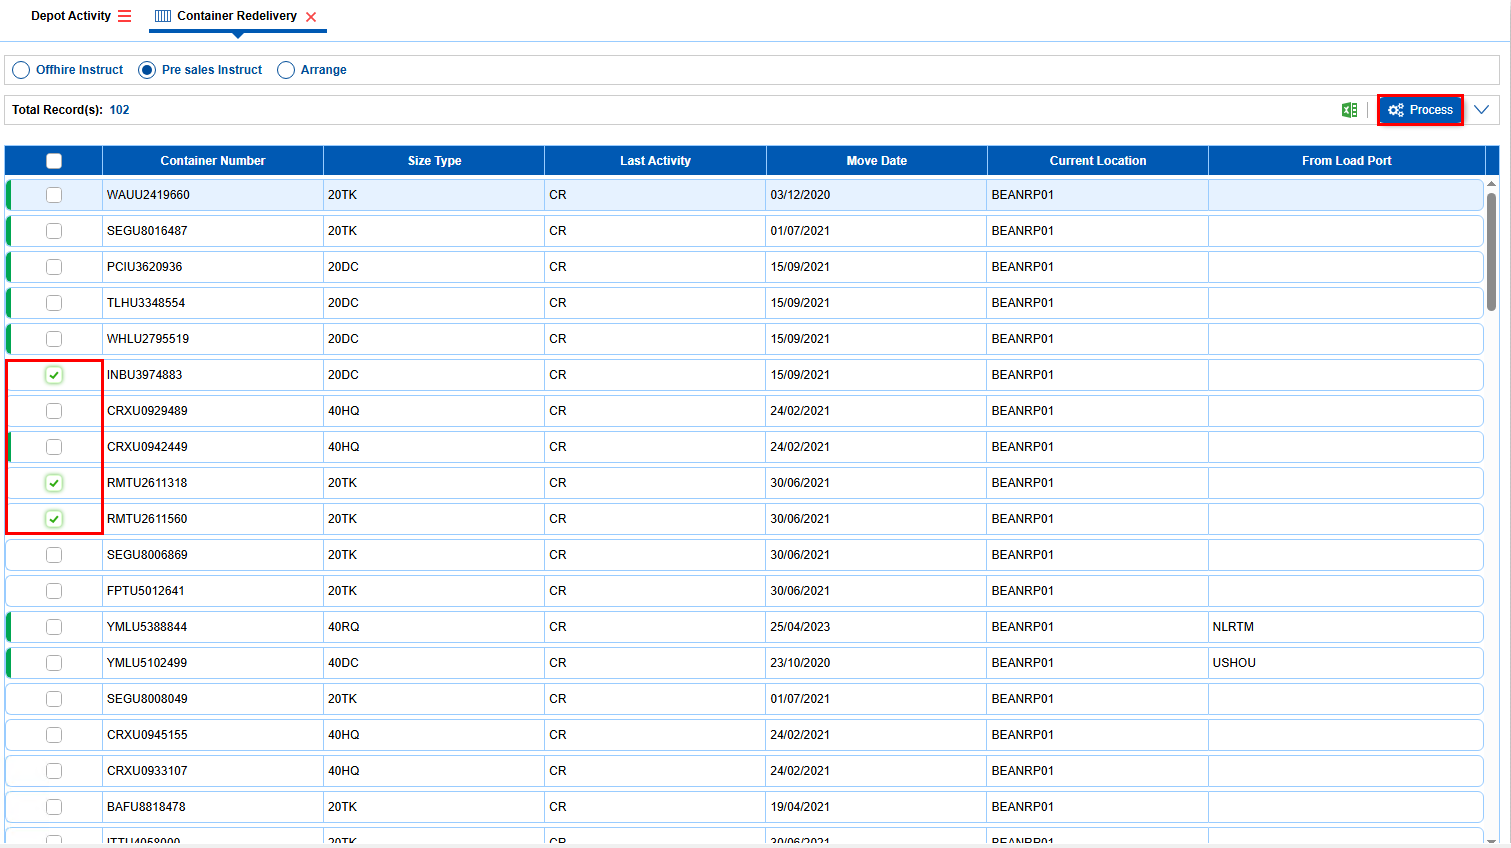 Depot Activity Container Redelivery
Offhire Instruct Pre sales Instruct Arrange
Total Record(s): 102 Process
Container Number Size Type Last Activity Move Date Current Location From Load Port
WAUU2419660 20TK CR 03/12/2020 BEANRP01
SEGU8016487 20TK CR 01/07/2021 BEANRP01
PCIU3620936 20DC CR 15/09/2021 BEANRP01
TLHU3348554 20DC CR 15/09/2021 BEANRP01
WHLU2795519 20DC CR 15/09/2021 BEANRP01
INBU3974883 20DC CR 15/09/2021 BEANRP01
CRXU0929489 40HQ CR 24/02/2021 BEANRP01
CRXU0942449 40HQ CR 24/02/2021 BEANRP01
RMTU2611318 20TK CR 30/06/2021 BEANRP01
RMTU2611560 20TK CR 30/06/2021 BEANRP01
SEGU8006869 20TK CR 30/06/2021 BEANRP01
FPTU5012641 20TK CR 30/06/2021 BEANRP01
YMLU5388844 40RQ CR 25/04/2023 BEANRP01 NLRTM
YMLU5102499 40DC CR 23/10/2020 BEANRP01 USHOU
SEGU8008049 20TK CR 01/07/2021 BEANRP01
CRXU0945155 40HQ CR 24/02/2021 BEANRP01
CRXU0933107 40HQ CR 24/02/2021 BEANRP01
BAFU8818478 20TK CR 19/04/2021 BEANRP01
20TK CR 30/06/2021 BEANRP01